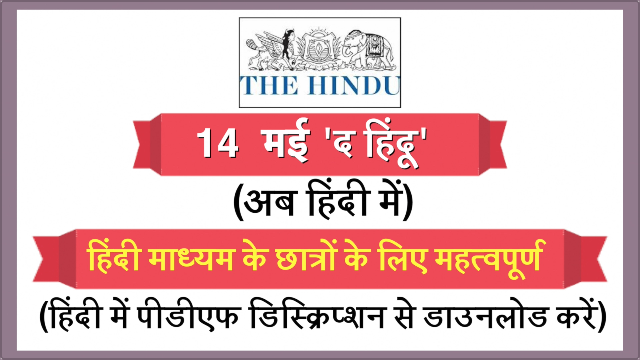 THE HINDU
14 मई 'द हिंदू'
(अब हिंदी में)
हिंदी माध्यम के छात्रों के लिए महत्वपूर्ण
(हिंदी में पीडीएफ डिस्क्रिप्शन से डाउनलोड करें)